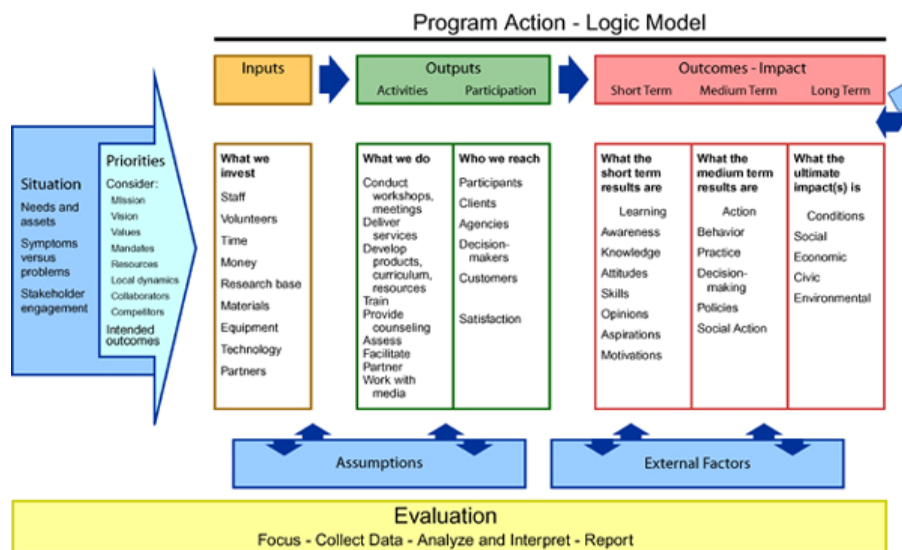 Program Action - Logic Model
Inputs
Outputs
Activities Participation
Outcomes - Impact
Short Term Medium Term Long Term
Situation
Needs and
assets
Symptoms
versus
problems
Stakeholder
engagement
Priorities
Consider:
Mission
Vision
Values
Mandates
Resources
Local dynamics
Collaborators
Competitors
Intended
outcomes
What we
invest
Staff
Volunteers
Time
Money
Research base
Materials
Equipment
Technology
Partners
What we do
Conduct
workshops,
meetings
Deliver
services
Develop
products,
curriculum,
resources
Train
Provide
counseling
Assess
Facilitate
Partner
Work with
media
Who we reach
Participants
Clients
Agencies
Decision-
makers
Customers
Satisfaction
What the
short term
results are
Learning
Awareness
Knowledge
Attitudes
Skills
Opinions
Aspirations
Motivations
What the
medium term
results are
Action
Behavior
Practice
Decision-
making
Policies
Social Action
What the
ultimate
impact(s) is
Conditions
Social
Economic
Civic
Environmental
Assumptions
External Factors
Evaluation
Focus - Collect Data - Analyze and Interpret - Report